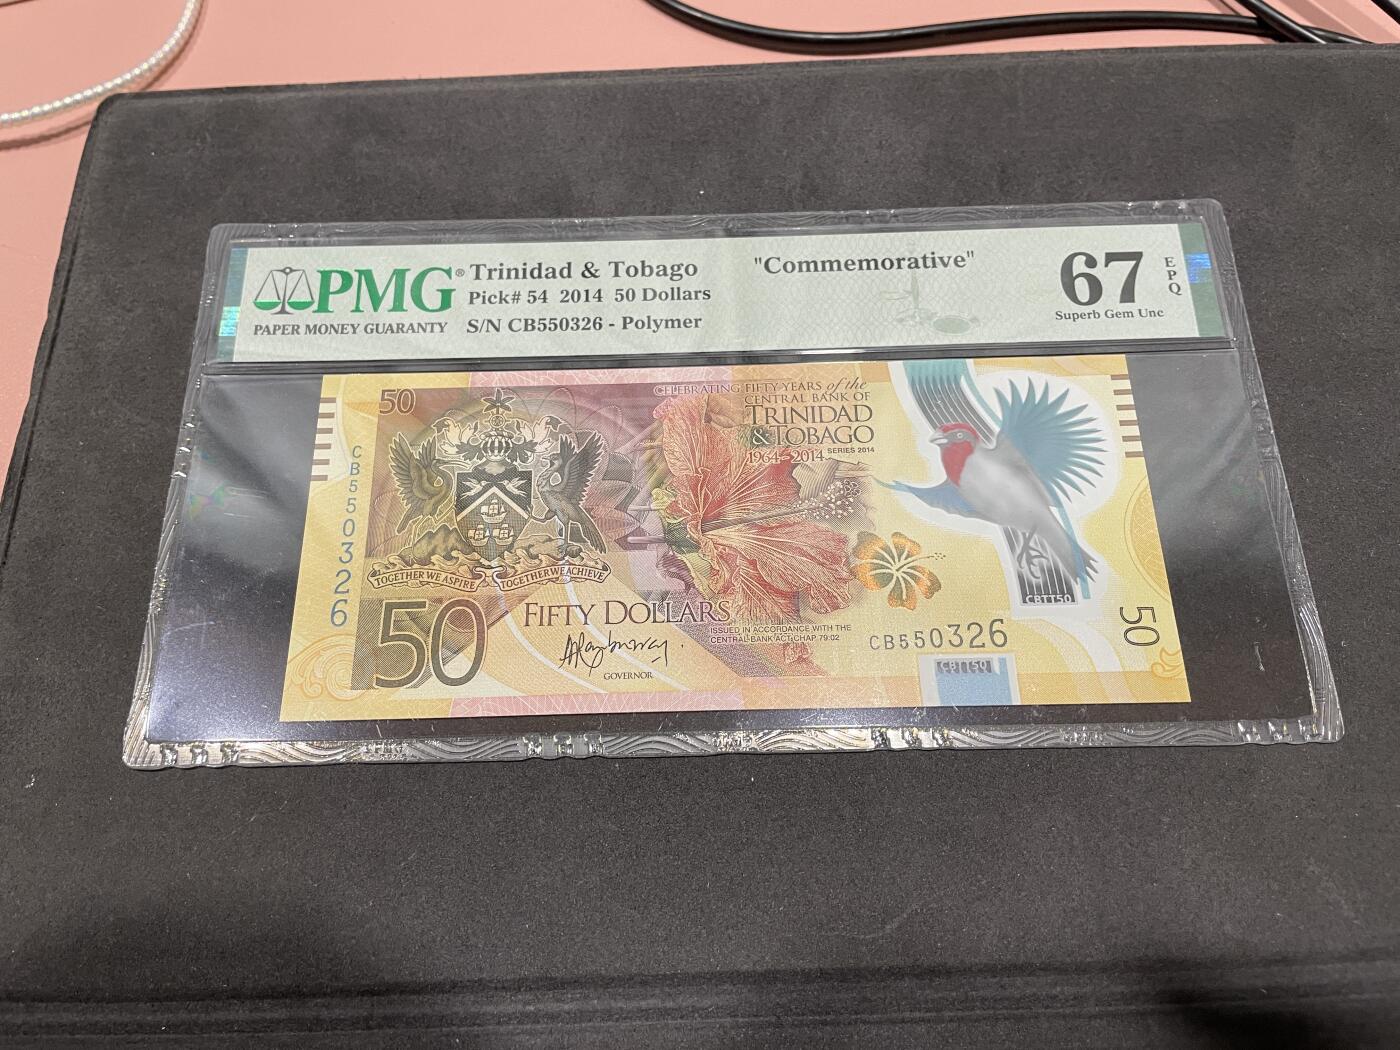 PMG®
PAPER MONEY GUARANTY
Trinidad & Tobago
Pick# 54 2014 50 Dollars
S/N CB550326 - Polymer
"Commemorative"
67
EPQ
Superb Gem Unc
50
CELEBRATING FIFTY YEARS of the
CENTRAL BANK OF
TRINIDAD
& TOBAGO
1964-2014
SERIES 2014
CB550326
TOGETHER WE ASPIRE TOGETHER WE ACHIEVE
CBTT50
50
FIFTY DOLLARS
ISSUED IN ACCORDANCE WITH THE
CENTRAL BANK ACT CHAP. 79:02
GOVERNOR
CB550326
CBTT50
50